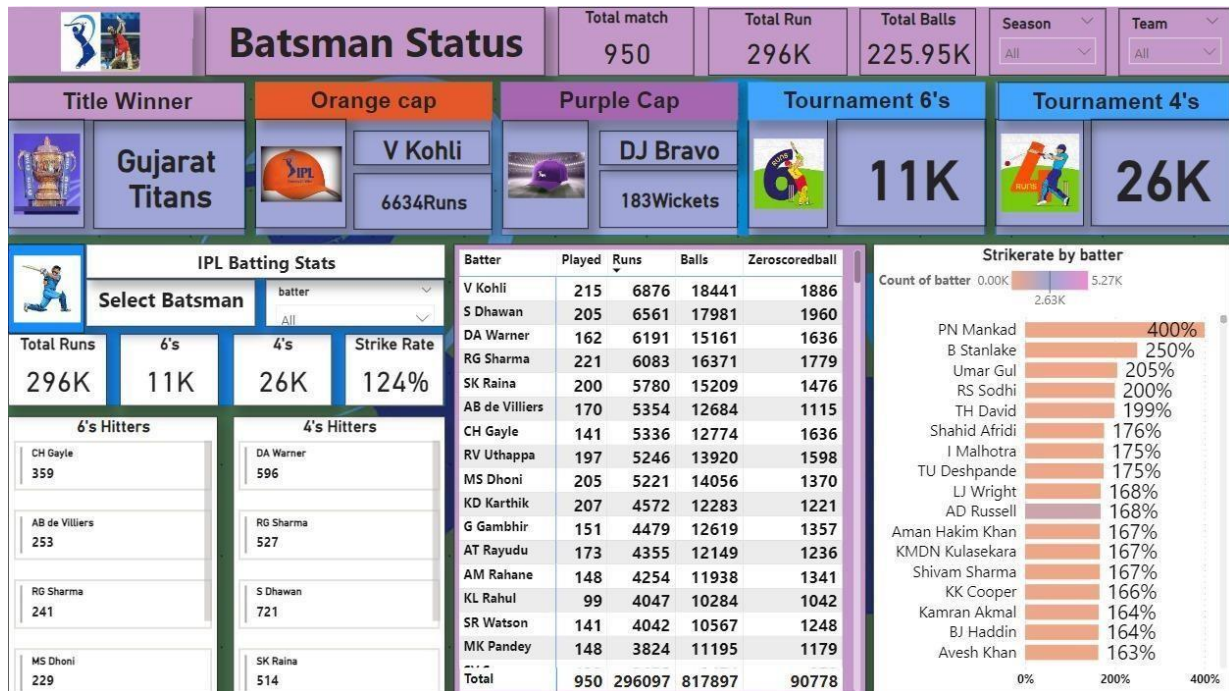 Batsman Status
Total match
950
Total Run
296K
Total Balls
225.95K
Season
All
Team
All
Title Winner
Gujarat
Titans
Orange cap
IPL
V Kohli
6634Runs
Purple Cap
DJ Bravo
183Wickets
Tournament 6's
RUNS
6
11K
Tournament 4's
4
RUNS
26K
IPL Batting Stats
Select Batsman
batter
All
Total Runs
296K
6's
11K
4's
26K
Strike Rate
124%
6's Hitters
CH Gayle
359
AB de Villiers
253
RG Sharma
241
MS Dhoni
229
4's Hitters
DA Warner
596
RG Sharma
527
S Dhawan
721
SK Raina
514
Batter Played Runs Balls Zeroscoredball
V Kohli 215 6876 18441 1886
S Dhawan 205 6561 17981 1960
DA Warner 162 6191 15161 1636
RG Sharma 221 6083 16371 1779
SK Raina 200 5780 15209 1476
AB de Villiers 170 5354 12684 1115
CH Gayle 141 5336 12774 1636
RV Uthappa 197 5246 13920 1598
MS Dhoni 205 5221 14056 1370
KD Karthik 207 4572 12283 1221
G Gambhir 151 4479 12619 1357
AT Rayudu 173 4355 12149 1236
AM Rahane 148 4254 11938 1341
KL Rahul 99 4047 10284 1042
SR Watson 141 4042 10567 1248
MK Pandey 148 3824 11195 1179
Total 950 296097 817897 90778
Strikerate by batter
Count of batter 0.00K 5.27K
2.63K
PN Mankad 400%
B Stanlake 250%
Umar Gul 205%
RS Sodhi 200%
TH David 199%
Shahid Afridi 176%
I Malhotra 175%
TU Deshpande 175%
LJ Wright 168%
AD Russell 168%
Aman Hakim Khan 167%
KMDN Kulasekara 167%
Shivam Sharma 167%
KK Cooper 166%
Kamran Akmal 164%
BJ Haddin 164%
Avesh Khan 163%
0% 200% 400%